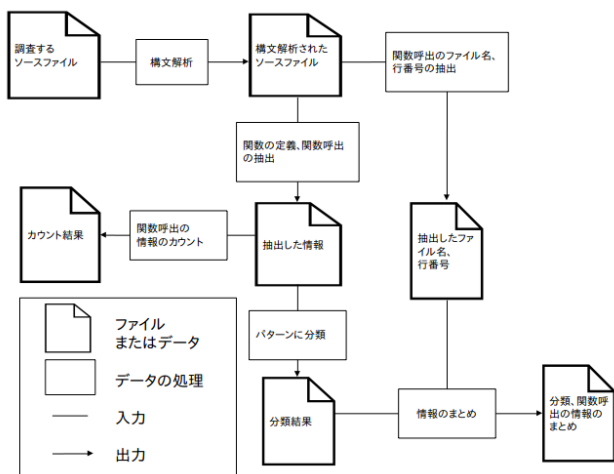 調査する
ソースファイル
構文解析
構文解析された
ソースファイル
関数呼出のファイル名、
行番号の抽出
関数の定義、関数呼出
の抽出
カウント結果
関数呼出の
情報のカウント
抽出した情報
抽出したファ
イル名、
行番号
パターンに分類
分類結果
情報のまとめ
分類、関数呼
出の情報の
まとめ
ファイル
またはデータ
データの処理
入力
出力